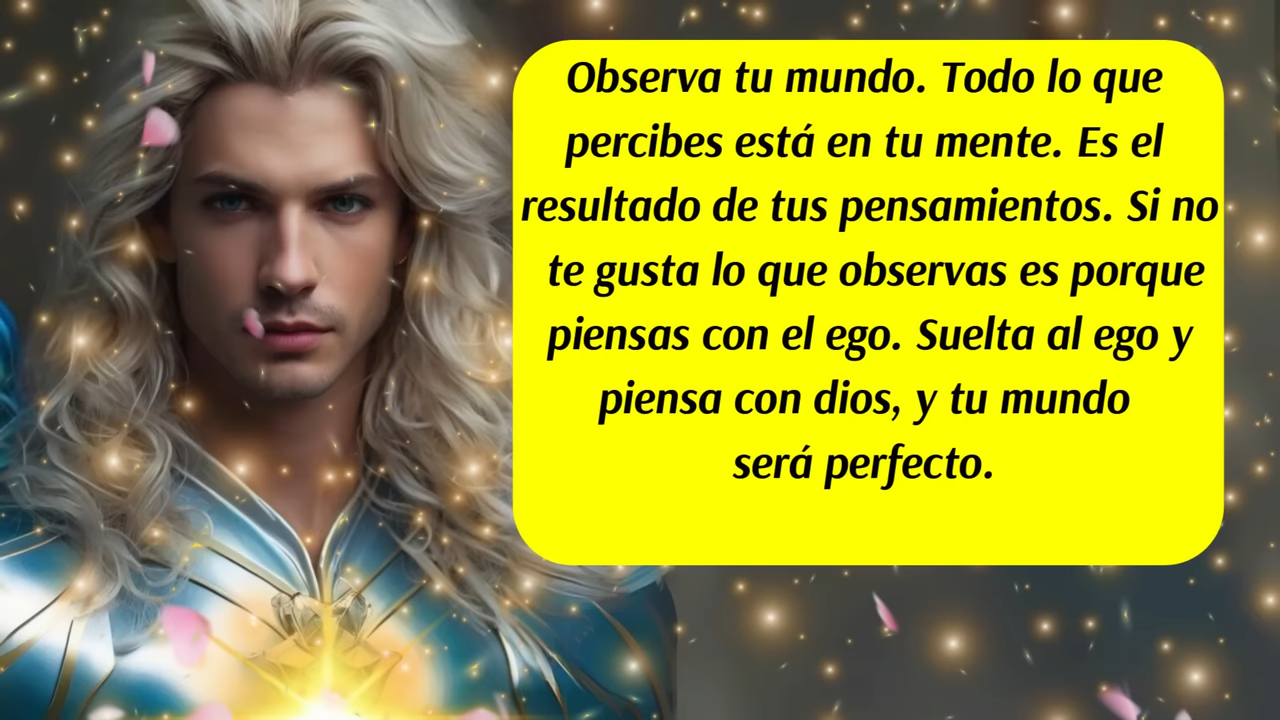 Observa tu mundo. Todo lo que
percibes está en tu mente. Es el
resultado de tus pensamientos. Si no
te gusta lo que observas es porque
piensas con el ego. Suelta al ego y
piensa con dios, y tu mundo
será perfecto.